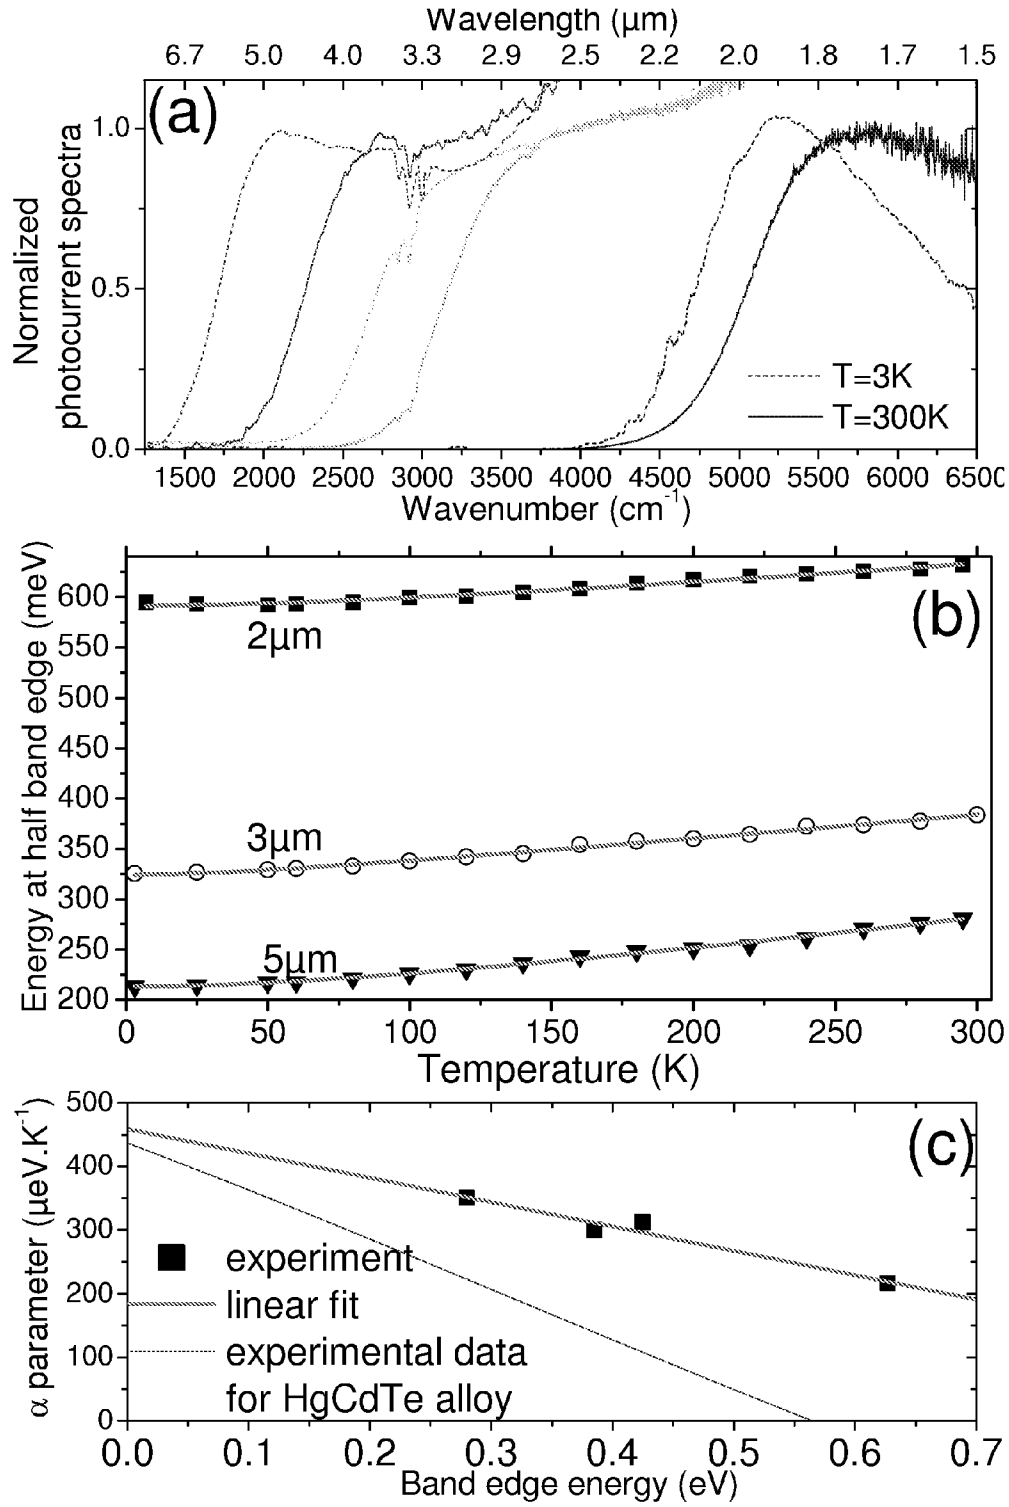 Wavelength (µm)
6.7 5.0 4.0 3.3 2.9 2.5 2.2 2.0 1.8 1.7 1.5
(a)
1.0
0.5
0.0
Normalized
photocurrent spectra
T=3K
T=300K
1500 2000 2500 3000 3500 4000 4500 5000 5500 6000 6500
Wavenumber (cm⁻¹)
Energy at half band edge (meV)
600
550
500
450
400
350
300
250
200
(b)
2µm
3µm
5µm
0 50 100 150 200 250 300
Temperature (K)
α parameter (µeV.K⁻¹)
500
400
300
200
100
0
(c)
experiment
linear fit
experimental data
for HgCdTe alloy
0.0 0.1 0.2 0.3 0.4 0.5 0.6 0.7
Band edge energy (eV)